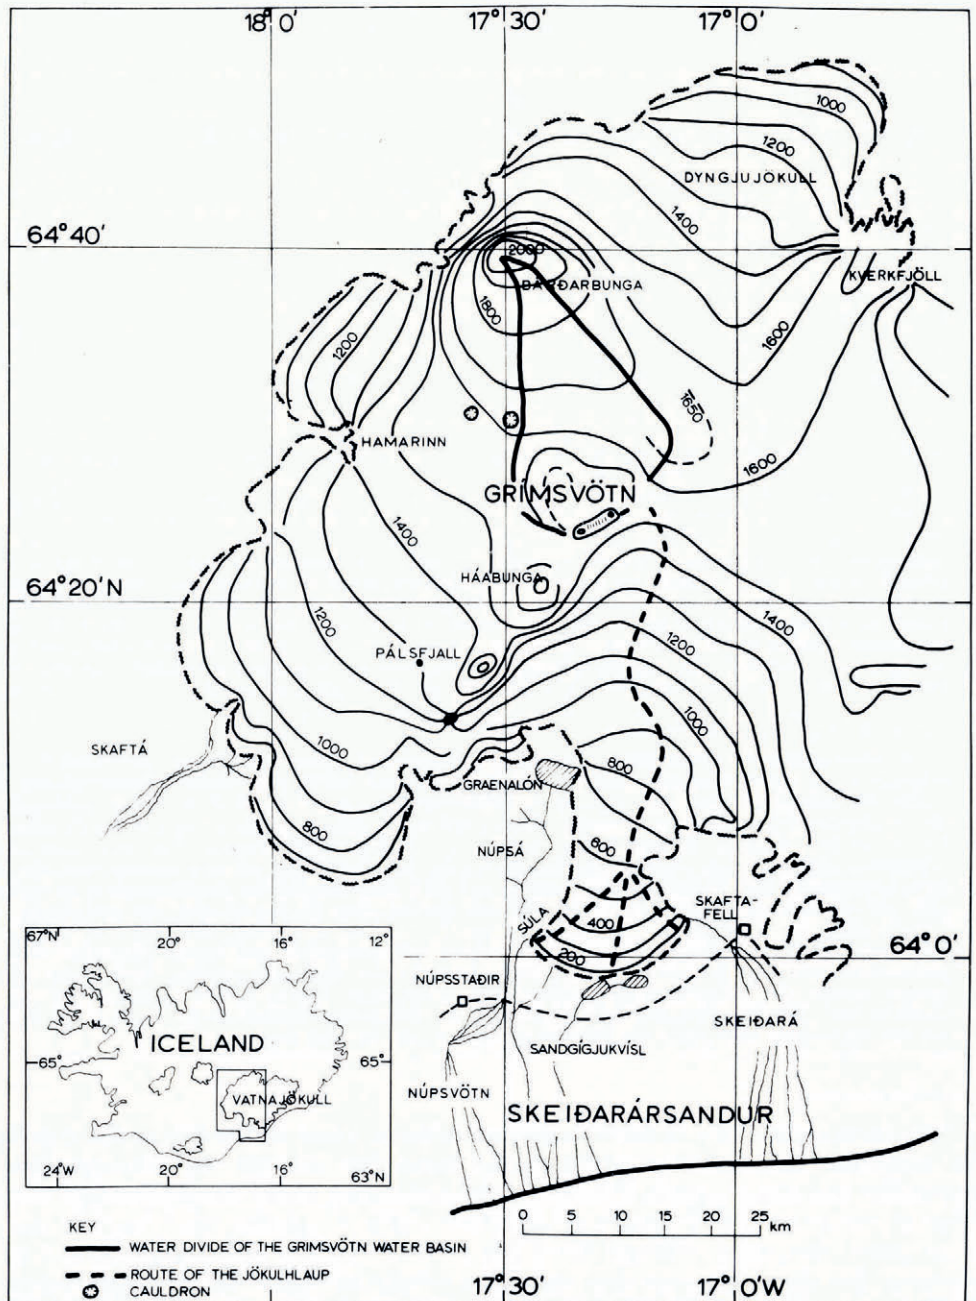 18° 0' 17° 30' 17° 0'
1000
1200
DYNGJUJÖKULL
1400
64° 40'
2000
KVERKFJÖLL
BÁRÐARBUNGA
1800
1200
1600
1650
HAMARINN
1600
GRÍMSVÖTN
1400
HÁABUNGA
64° 20' N
1400
1200
1200
PÁLSFJALL
1000
SKAFTÁ
1000
800
GRAENALÓN
800
NÚPSÁ
600
SKAFTA-
FELL
SÚLA
400
67°N 20° 16° 12°
200
64° 0'
NÚPSSTAÐIR
SKEIÐARÁ
ICELAND
SANDGÍGJUKVÍSL
65° 65°
NÚPSVÖTN
VATNAJÖKULL
SKEIÐARÁRSANDUR
24°W 20° 16° 63°N
0 5 10 15 20 25
km
KEY
WATER DIVIDE OF THE GRIMSVÖTN WATER BASIN
ROUTE OF THE JÖKULHLAUP
CAULDRON
17° 30' 17° 0' W